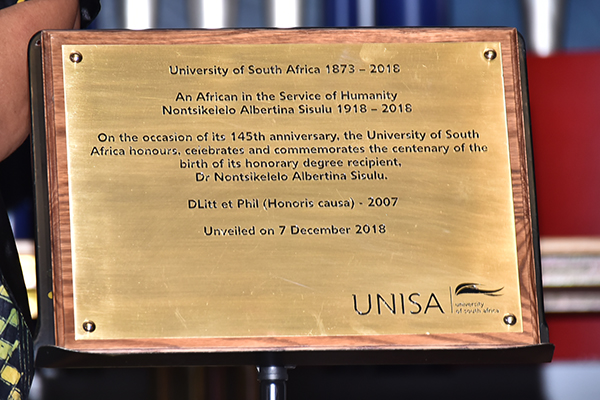 University of South Africa 1873 – 2018
An African in the Service of Humanity
Nontsikelelo Albertina Sisulu 1918 – 2018
On the occasion of its 145th anniversary, the University of South
Africa honours, celebrates and commemorates the centenary of the
birth of its honorary degree recipient,
Dr Nontsikelelo Albertina Sisulu.
DLitt et Phil (Honoris causa) - 2007
Unveiled on 7 December 2018
UNISA
university
of south africa